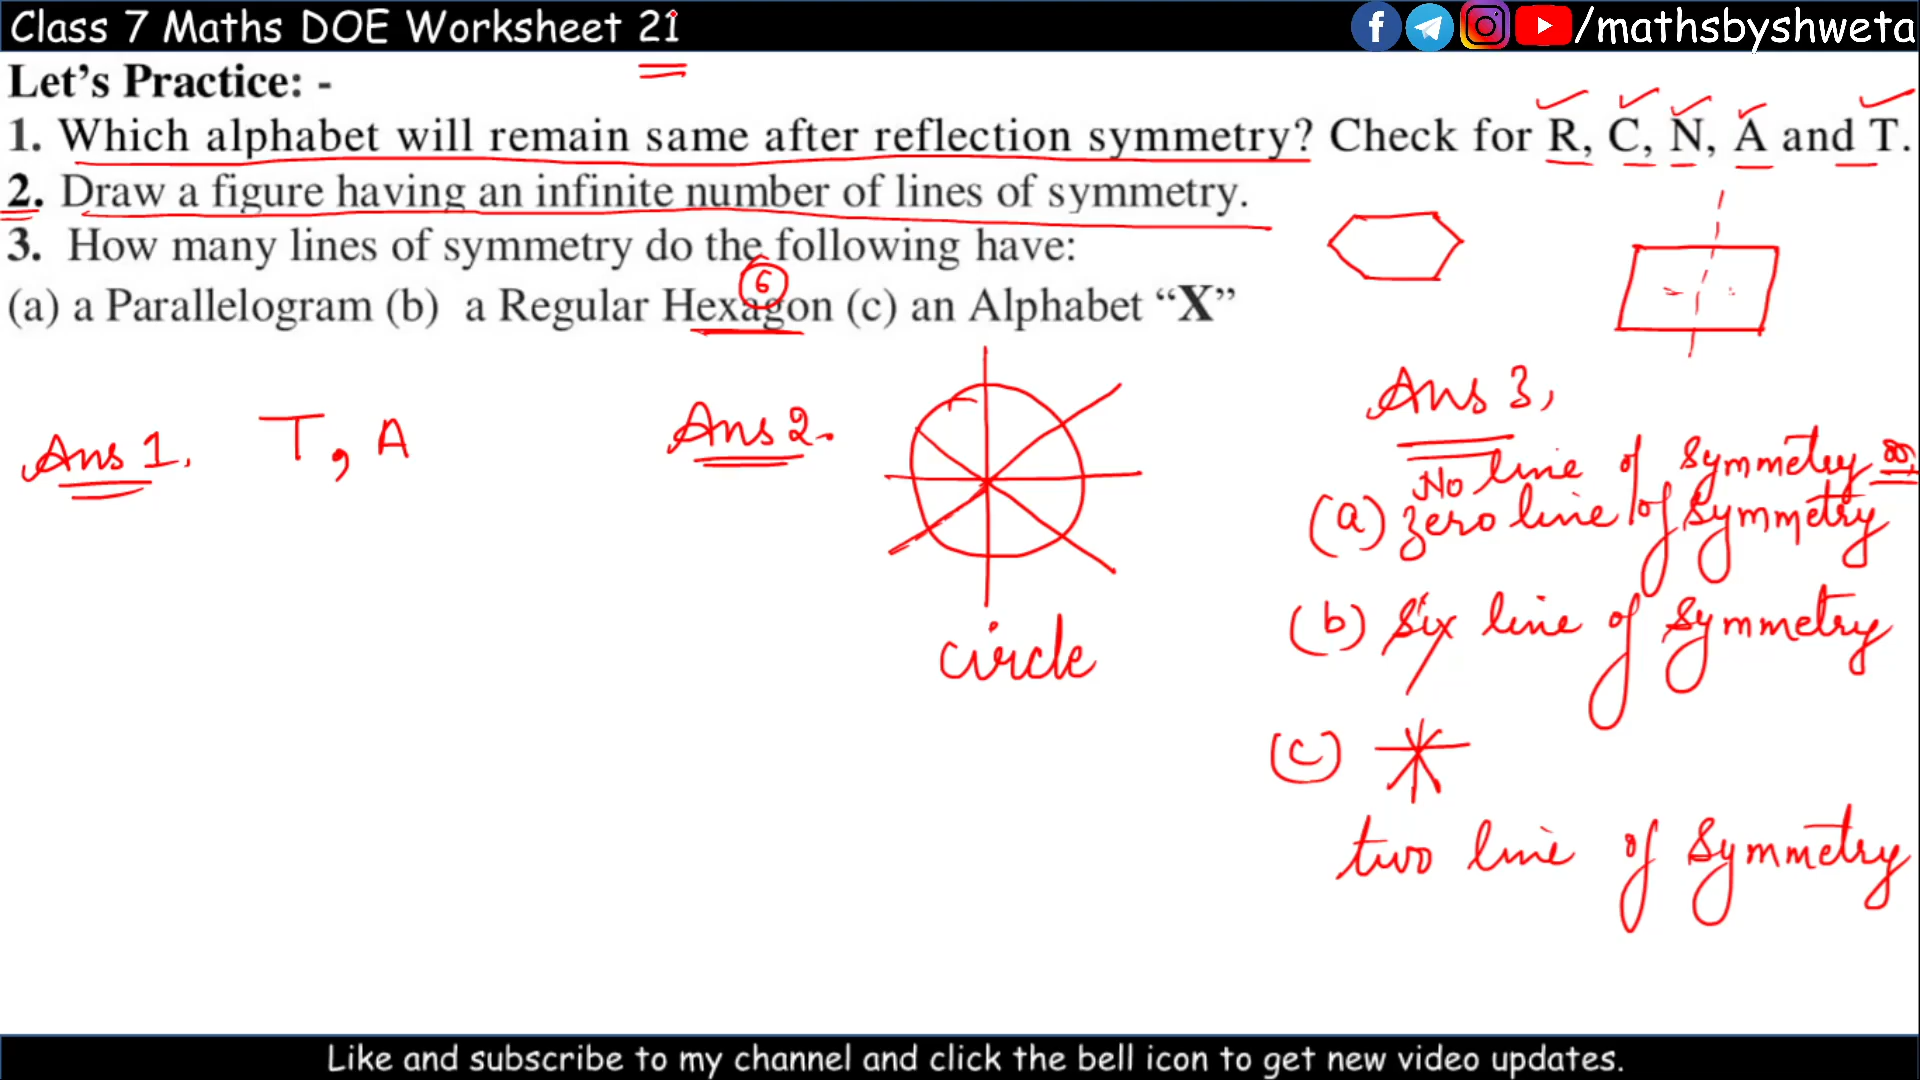 Class 7 Maths DOE Worksheet 21
/mathsbyshweta
Let's Practice: -
1. Which alphabet will remain same after reflection symmetry? Check for R, C, N, A and T.
2. Draw a figure having an infinite number of lines of symmetry.
3. How many lines of symmetry do the following have:
6
(a) a Parallelogram (b) a Regular Hexagon (c) an Alphabet “X”
Ans 1. T, A
Ans 2.
circle
Ans 3,
No line of symmetry or
(a) zero line of symmetry
(b) six line of symmetry
(c)
two line of symmetry
Like and subscribe to my channel and click the bell icon to get new video updates.